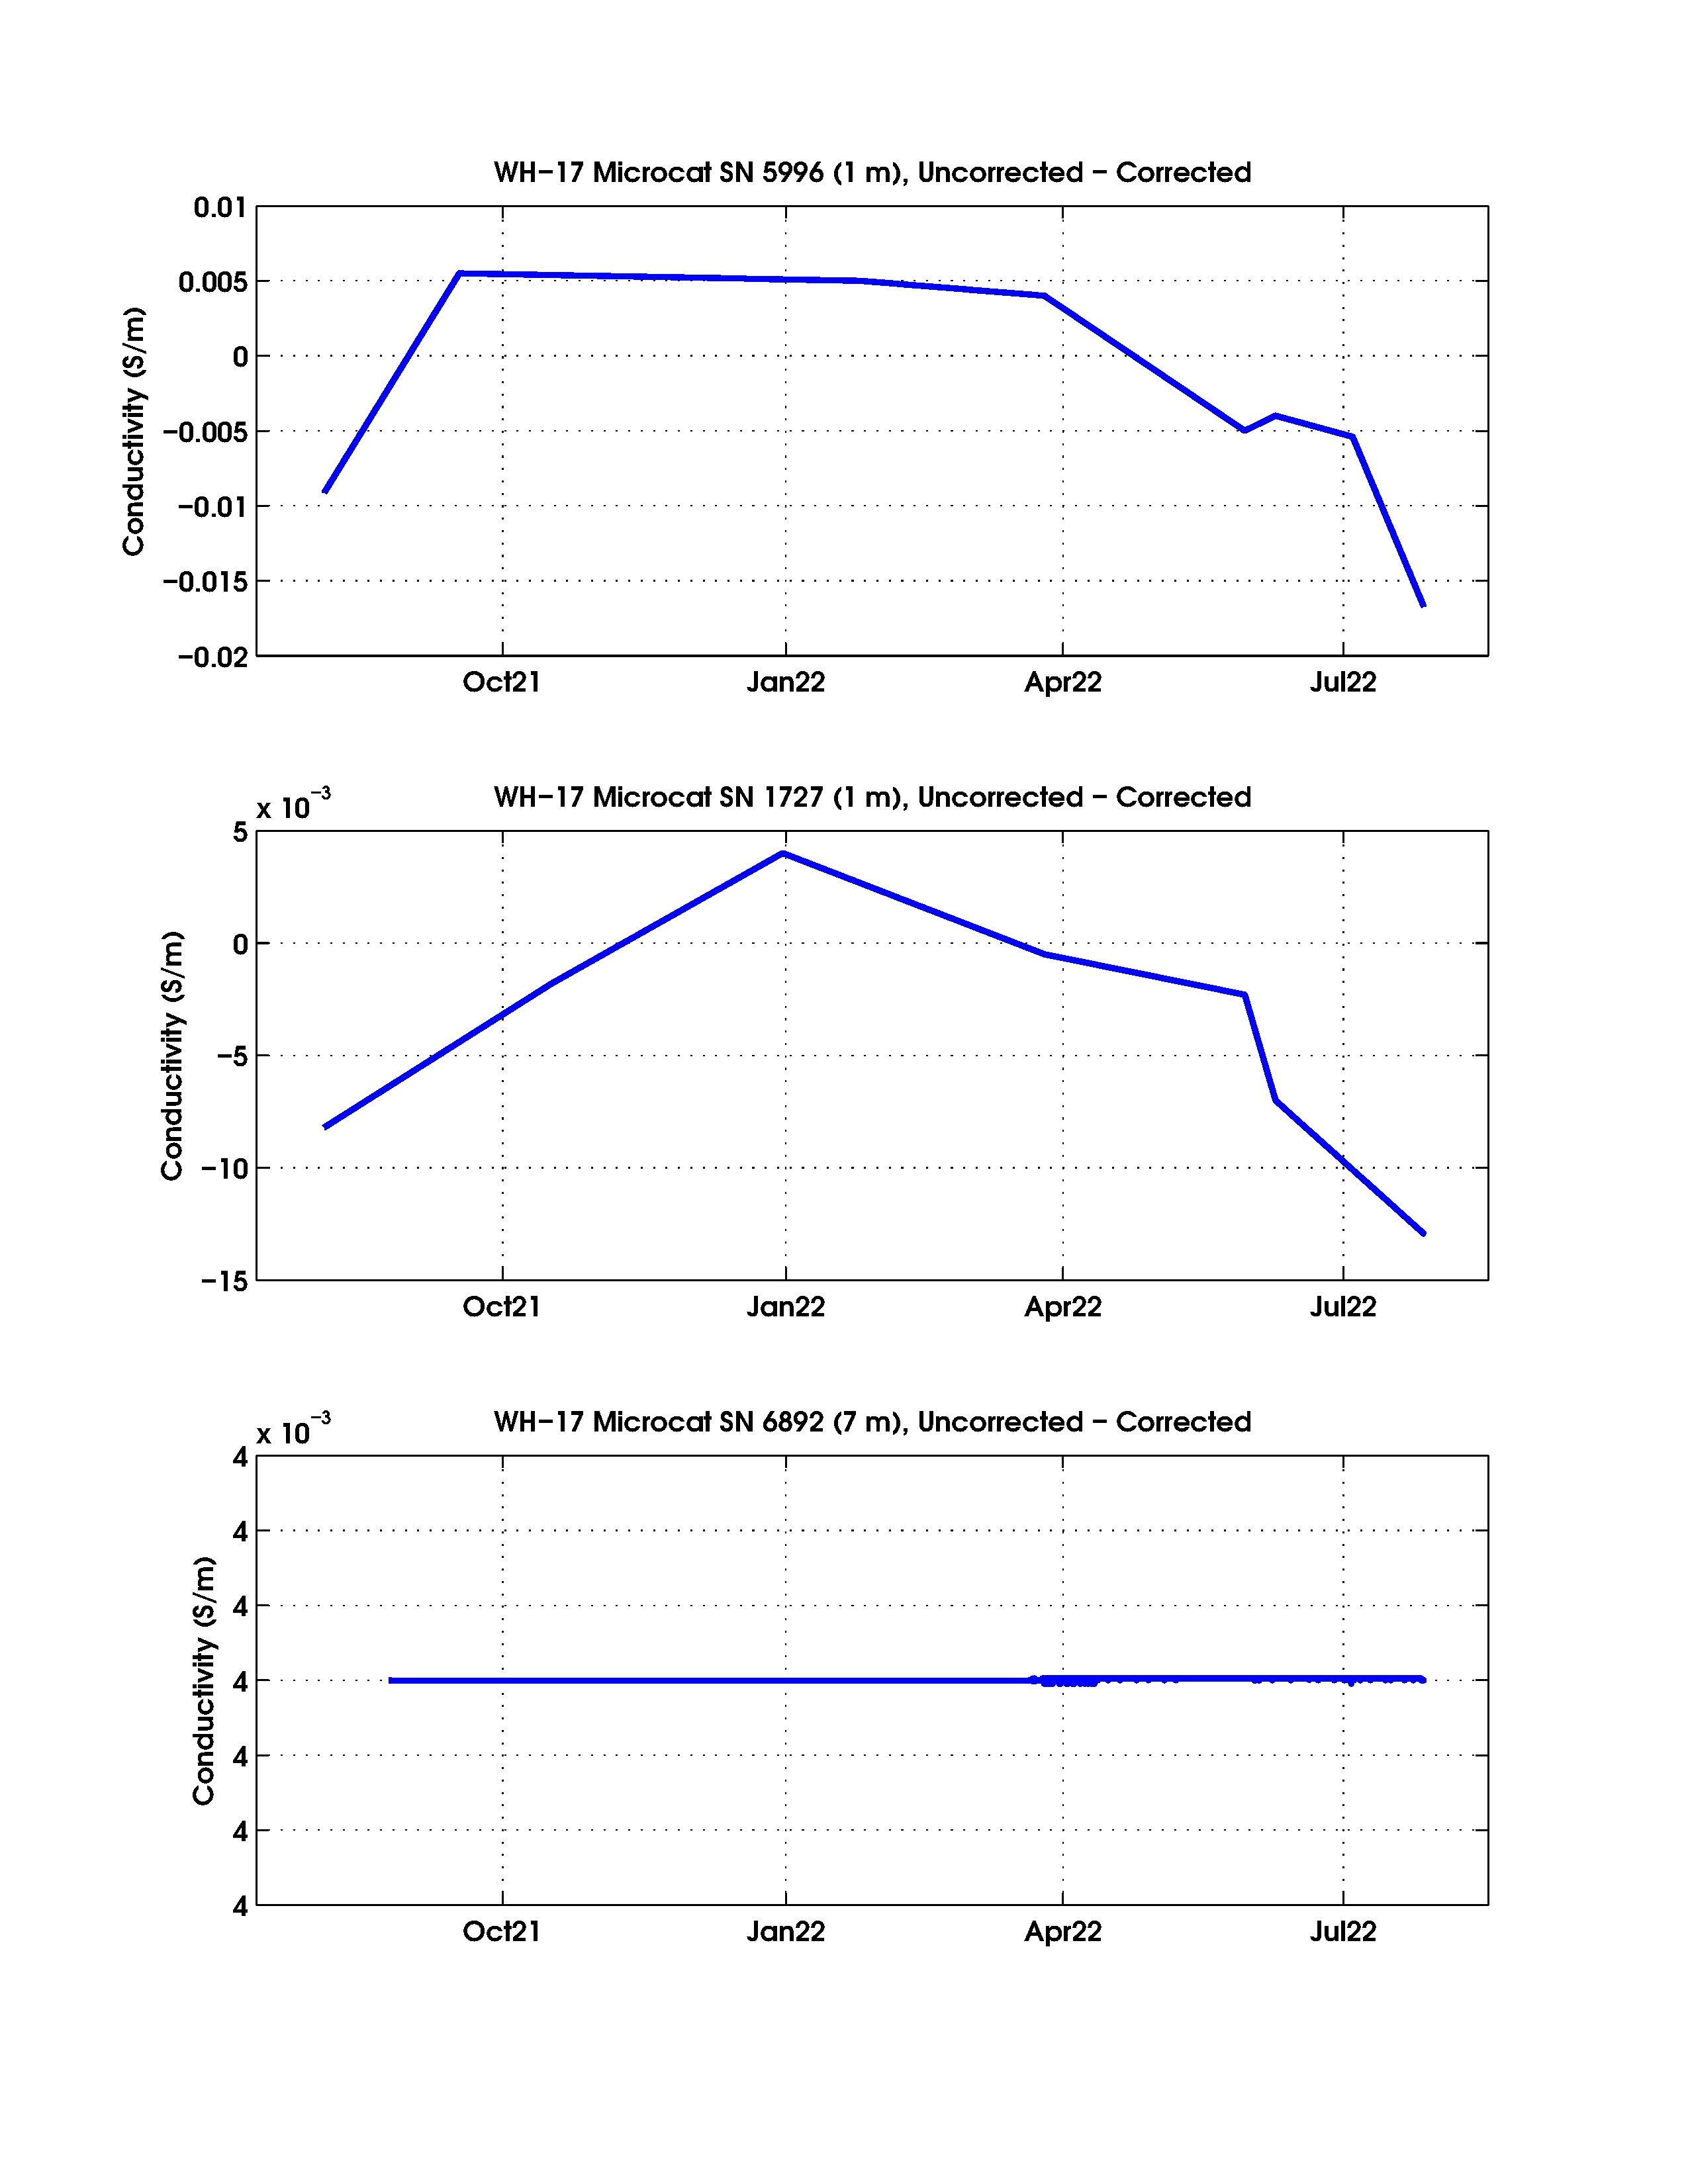 WH-17 Microcat SN 5996 (1 m), Uncorrected - Corrected
0.01
0.005
0
-0.005
-0.01
-0.015
-0.02
Conductivity (S/m)
Oct21 Jan22 Apr22 Jul22
WH-17 Microcat SN 1727 (1 m), Uncorrected - Corrected
x 10^-3
5
0
-5
-10
-15
Conductivity (S/m)
Oct21 Jan22 Apr22 Jul22
WH-17 Microcat SN 6892 (7 m), Uncorrected - Corrected
x 10^-3
4
4
4
4
4
4
4
Conductivity (S/m)
Oct21 Jan22 Apr22 Jul22